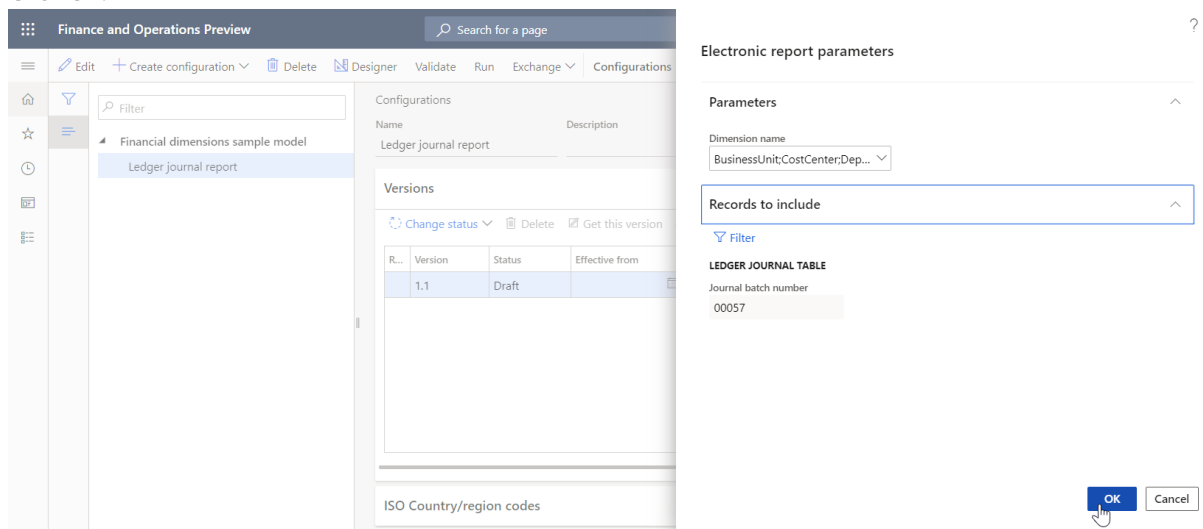 Finance and Operations Preview
Search for a page
Edit
Create configuration
Delete
Designer
Validate
Run
Exchange
Configurations
Filter
Financial dimensions sample model
Ledger journal report
Configurations
Name
Description
Ledger journal report
Versions
Change status
Delete
Get this version
R... Version Status Effective from
1.1 Draft
ISO Country/region codes
?
Electronic report parameters
Parameters
Dimension name
BusinessUnit;CostCenter;Dep...
Records to include
Filter
LEDGER JOURNAL TABLE
Journal batch number
00057
OK
Cancel